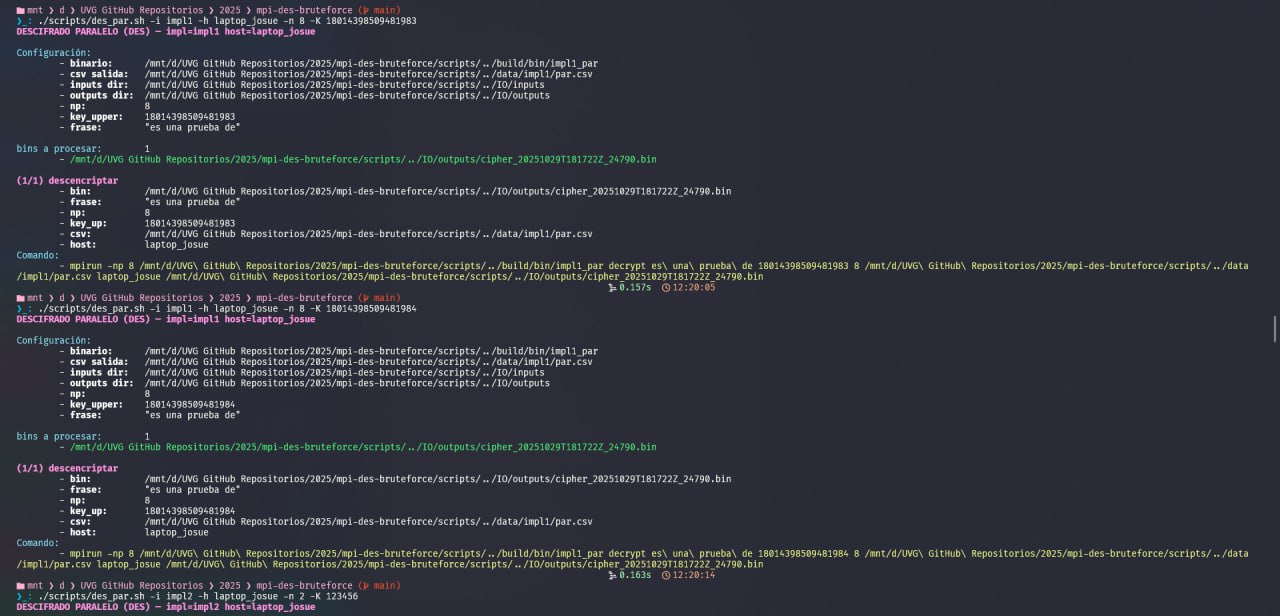 mnt ❯ d ❯ UVG GitHub Repositorios ❯ 2025 ❯ mpi-des-bruteforce (main)
❯_: ./scripts/des_par.sh -i impl1 -h laptop_josue -n 8 -K 18014398509481983
DESCIFRADO PARALELO (DES) — impl=impl1 host=laptop_josue
Configuración:
- binario: /mnt/d/UVG GitHub Repositorios/2025/mpi-des-bruteforce/scripts/../build/bin/impl1_par
- csv salida: /mnt/d/UVG GitHub Repositorios/2025/mpi-des-bruteforce/scripts/../data/impl1/par.csv
- inputs dir: /mnt/d/UVG GitHub Repositorios/2025/mpi-des-bruteforce/scripts/../IO/inputs
- outputs dir: /mnt/d/UVG GitHub Repositorios/2025/mpi-des-bruteforce/scripts/../IO/outputs
- np: 8
- key_upper: 18014398509481983
- frase: "es una prueba de"
bins a procesar: 1
- /mnt/d/UVG GitHub Repositorios/2025/mpi-des-bruteforce/scripts/../IO/outputs/cipher_20251029T181722Z_24790.bin
(1/1) descencriptar
- bin: /mnt/d/UVG GitHub Repositorios/2025/mpi-des-bruteforce/scripts/../IO/outputs/cipher_20251029T181722Z_24790.bin
- frase: "es una prueba de"
- np: 8
- key_up: 18014398509481983
- csv: /mnt/d/UVG GitHub Repositorios/2025/mpi-des-bruteforce/scripts/../data/impl1/par.csv
- host: laptop_josue
Comando:
- mpirun -np 8 /mnt/d/UVG\ GitHub\ Repositorios/2025/mpi-des-bruteforce/scripts/../build/bin/impl1_par decrypt es\ una\ prueba\ de 18014398509481983 8 /mnt/d/UVG\ GitHub\ Repositorios/2025/mpi-des-bruteforce/scripts/../data
/impl1/par.csv laptop_josue /mnt/d/UVG\ GitHub\ Repositorios/2025/mpi-des-bruteforce/scripts/../IO/outputs/cipher_20251029T181722Z_24790.bin
0.157s 12:20:05
mnt ❯ d ❯ UVG GitHub Repositorios ❯ 2025 ❯ mpi-des-bruteforce (main)
❯_: ./scripts/des_par.sh -i impl1 -h laptop_josue -n 8 -K 18014398509481984
DESCIFRADO PARALELO (DES) — impl=impl1 host=laptop_josue
Configuración:
- binario: /mnt/d/UVG GitHub Repositorios/2025/mpi-des-bruteforce/scripts/../build/bin/impl1_par
- csv salida: /mnt/d/UVG GitHub Repositorios/2025/mpi-des-bruteforce/scripts/../data/impl1/par.csv
- inputs dir: /mnt/d/UVG GitHub Repositorios/2025/mpi-des-bruteforce/scripts/../IO/inputs
- outputs dir: /mnt/d/UVG GitHub Repositorios/2025/mpi-des-bruteforce/scripts/../IO/outputs
- np: 8
- key_upper: 18014398509481984
- frase: "es una prueba de"
bins a procesar: 1
- /mnt/d/UVG GitHub Repositorios/2025/mpi-des-bruteforce/scripts/../IO/outputs/cipher_20251029T181722Z_24790.bin
(1/1) descencriptar
- bin: /mnt/d/UVG GitHub Repositorios/2025/mpi-des-bruteforce/scripts/../IO/outputs/cipher_20251029T181722Z_24790.bin
- frase: "es una prueba de"
- np: 8
- key_up: 18014398509481984
- csv: /mnt/d/UVG GitHub Repositorios/2025/mpi-des-bruteforce/scripts/../data/impl1/par.csv
- host: laptop_josue
Comando:
- mpirun -np 8 /mnt/d/UVG\ GitHub\ Repositorios/2025/mpi-des-bruteforce/scripts/../build/bin/impl1_par decrypt es\ una\ prueba\ de 18014398509481984 8 /mnt/d/UVG\ GitHub\ Repositorios/2025/mpi-des-bruteforce/scripts/../data
/impl1/par.csv laptop_josue /mnt/d/UVG\ GitHub\ Repositorios/2025/mpi-des-bruteforce/scripts/../IO/outputs/cipher_20251029T181722Z_24790.bin
0.163s 12:20:14
mnt ❯ d ❯ UVG GitHub Repositorios ❯ 2025 ❯ mpi-des-bruteforce (main)
❯_: ./scripts/des_par.sh -i impl2 -h laptop_josue -n 2 -K 123456
DESCIFRADO PARALELO (DES) — impl=impl2 host=laptop_josue